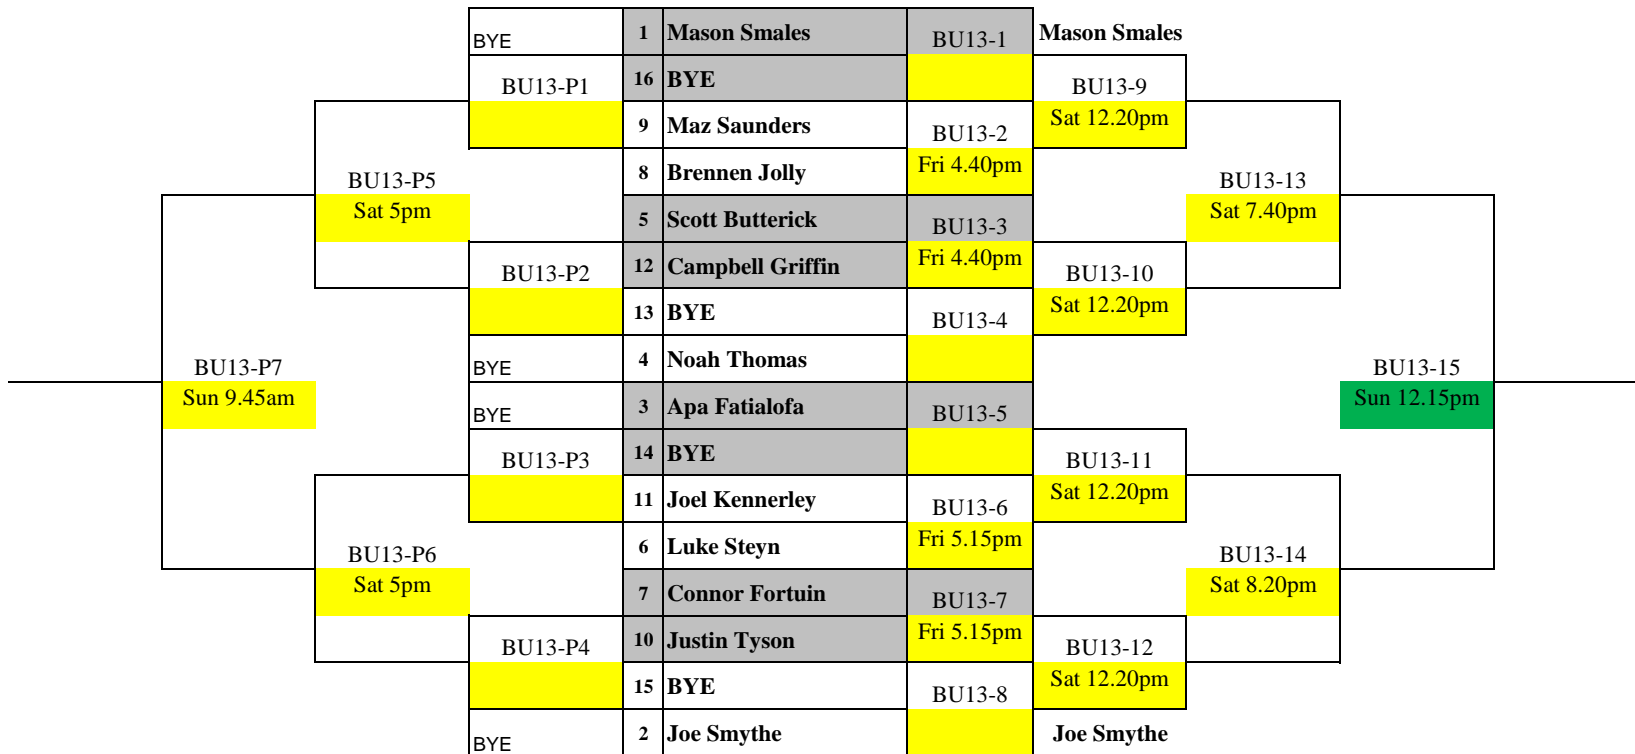 BYE 1 Mason Smales BU13-1 Mason Smales
BU13-P1 16 BYE BU13-9
9 Maz Saunders BU13-2 Sat 12.20pm
BU13-P5 8 Brennen Jolly Fri 4.40pm BU13-13
Sat 5pm 5 Scott Butterick BU13-3 Sat 7.40pm
BU13-P2 12 Campbell Griffin Fri 4.40pm BU13-10
13 BYE BU13-4 Sat 12.20pm
BU13-P7 BYE 4 Noah Thomas BU13-15
Sun 9.45am BYE 3 Apa Fatialofa BU13-5 Sun 12.15pm
BU13-P3 14 BYE BU13-11
11 Joel Kennerley BU13-6 Sat 12.20pm
BU13-P6 6 Luke Steyn Fri 5.15pm BU13-14
Sat 5pm 7 Connor Fortuin BU13-7 Sat 8.20pm
BU13-P4 10 Justin Tyson Fri 5.15pm BU13-12
15 BYE BU13-8 Sat 12.20pm
BYE 2 Joe Smythe Joe Smythe